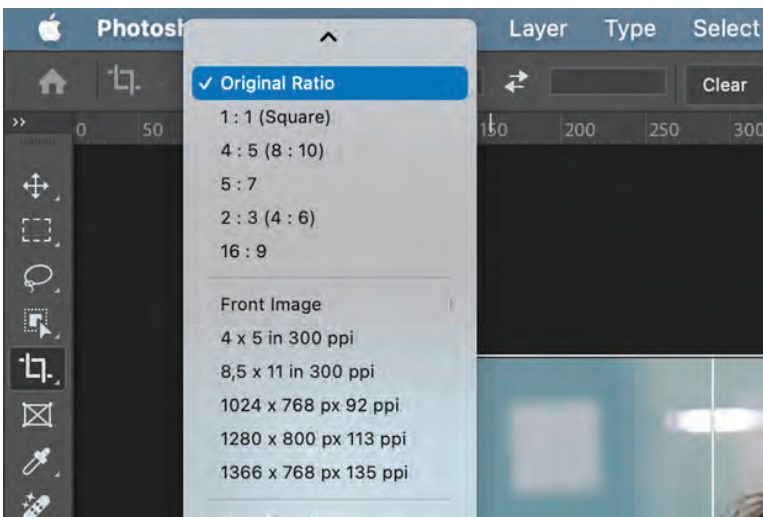 Photosh Layer Type Select
Original Ratio
Clear
0 50 150 200 250 300
1 : 1 (Square)
4 : 5 (8 : 10)
5 : 7
2 : 3 (4 : 6)
16 : 9
Front Image
4 x 5 in 300 ppi
8,5 x 11 in 300 ppi
1024 x 768 px 92 ppi
1280 x 800 px 113 ppi
1366 x 768 px 135 ppi